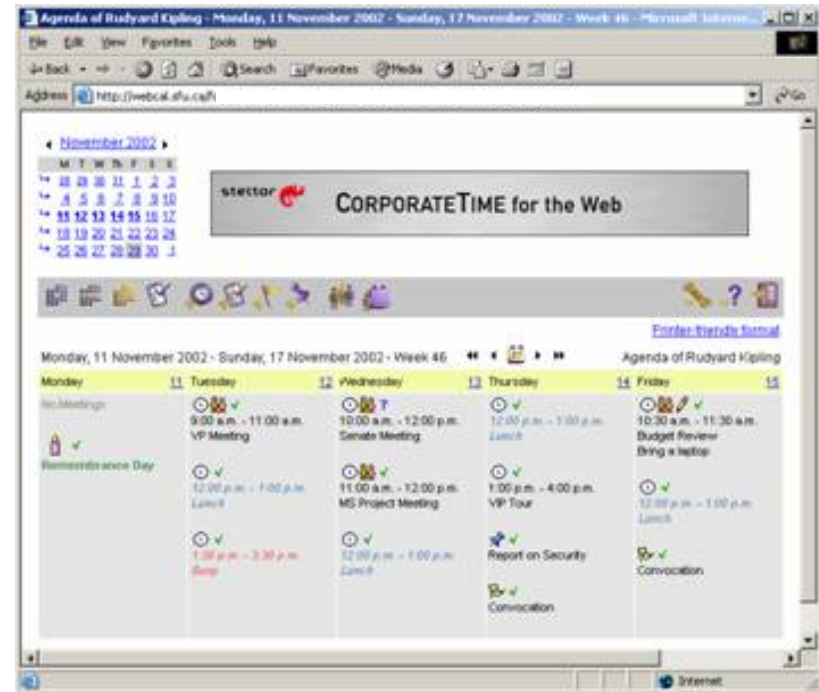 Agenda of Rudyard Kipling - Monday, 11 November 2002 - Sunday, 17 November 2002 - Week 46 - Microsoft Interne...
File Edit View Favorites Tools Help
Back Search Favorites Media
Address http://webcal.sfu.ca/fc Go
November 2002
M T W Th F S S
28 29 30 31 1 2 3
4 5 6 7 8 9 10
11 12 13 14 15 16 17
18 19 20 21 22 23 24
25 26 27 28 29 30 1
steltor CORPORATETIME for the Web
Printer-friendly format
Monday, 11 November 2002 - Sunday, 17 November 2002 - Week 46 Agenda of Rudyard Kipling
Monday 11 Tuesday 12 Wednesday 13 Thursday 14 Friday 15
No Meetings
Remembrance Day
9:00 a.m. - 11:00 a.m.
VP Meeting
12:00 p.m. - 1:00 p.m.
Lunch
1:30 p.m. - 3:30 p.m.
Busy
10:00 a.m. - 12:00 p.m.
Senate Meeting
11:00 a.m. - 12:00 p.m.
MS Project Meeting
12:00 p.m. - 1:00 p.m.
Lunch
12:00 p.m. - 1:00 p.m.
Lunch
1:00 p.m. - 4:00 p.m.
VIP Tour
Report on Security
Convocation
10:30 a.m. - 11:30 a.m.
Budget Review
Bring a laptop
12:00 p.m. - 1:00 p.m.
Lunch
Convocation
Internet